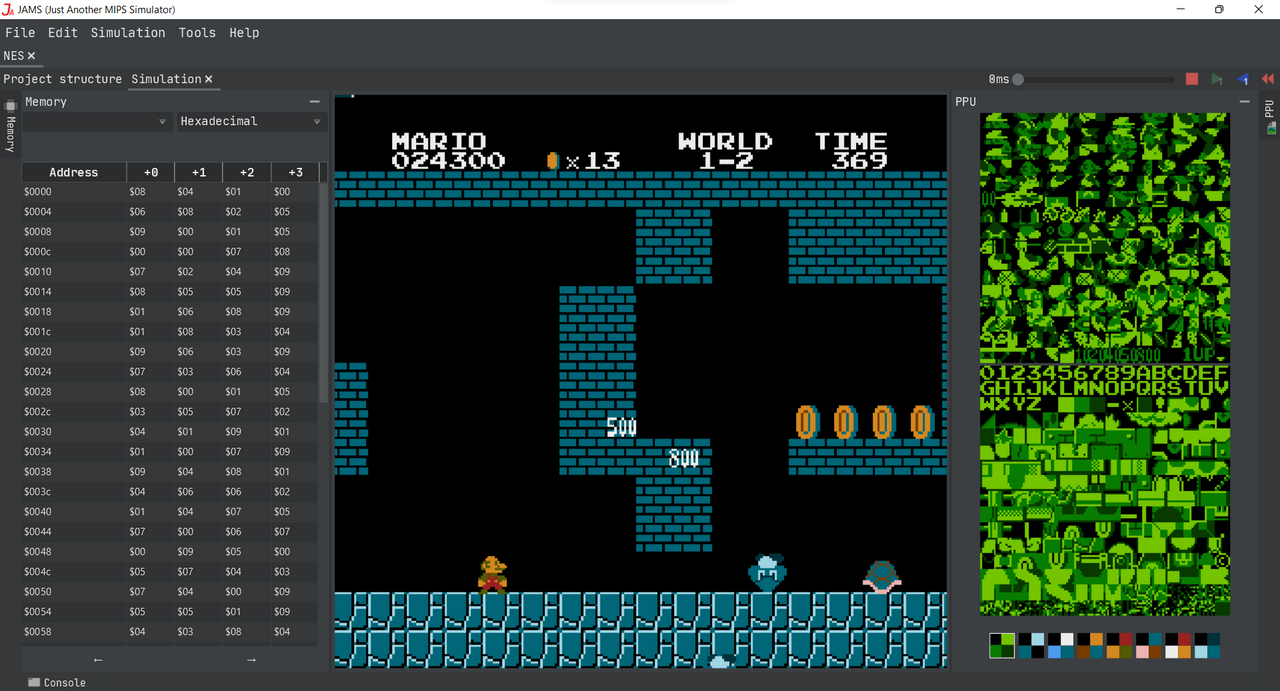 JAMS (Just Another MIPS Simulator)
File Edit Simulation Tools Help
NES
Project structure Simulation
0ms
Memory
Memory
Hexadecimal
Address +0 +1 +2 +3
$0000 $08 $04 $01 $00
$0004 $06 $08 $02 $05
$0008 $09 $00 $01 $05
$000c $00 $00 $07 $08
$0010 $07 $02 $04 $09
$0014 $08 $05 $05 $09
$0018 $01 $06 $08 $09
$001c $01 $08 $03 $04
$0020 $09 $06 $03 $09
$0024 $07 $03 $06 $04
$0028 $08 $00 $01 $05
$002c $03 $05 $07 $02
$0030 $04 $01 $09 $01
$0034 $01 $00 $07 $09
$0038 $09 $04 $08 $01
$003c $04 $06 $06 $02
$0040 $01 $04 $07 $05
$0044 $07 $00 $06 $07
$0048 $00 $09 $05 $00
$004c $05 $07 $04 $03
$0050 $07 $04 $00 $09
$0054 $05 $05 $01 $09
$0058 $04 $03 $08 $04
← →
Console
MARIO WORLD TIME
024300 ×13 1-2 369
500
800
PPU
PPU
1UP
0123456789ABCDEF
GHIJKLMNOPQRSTUV
WXYZ